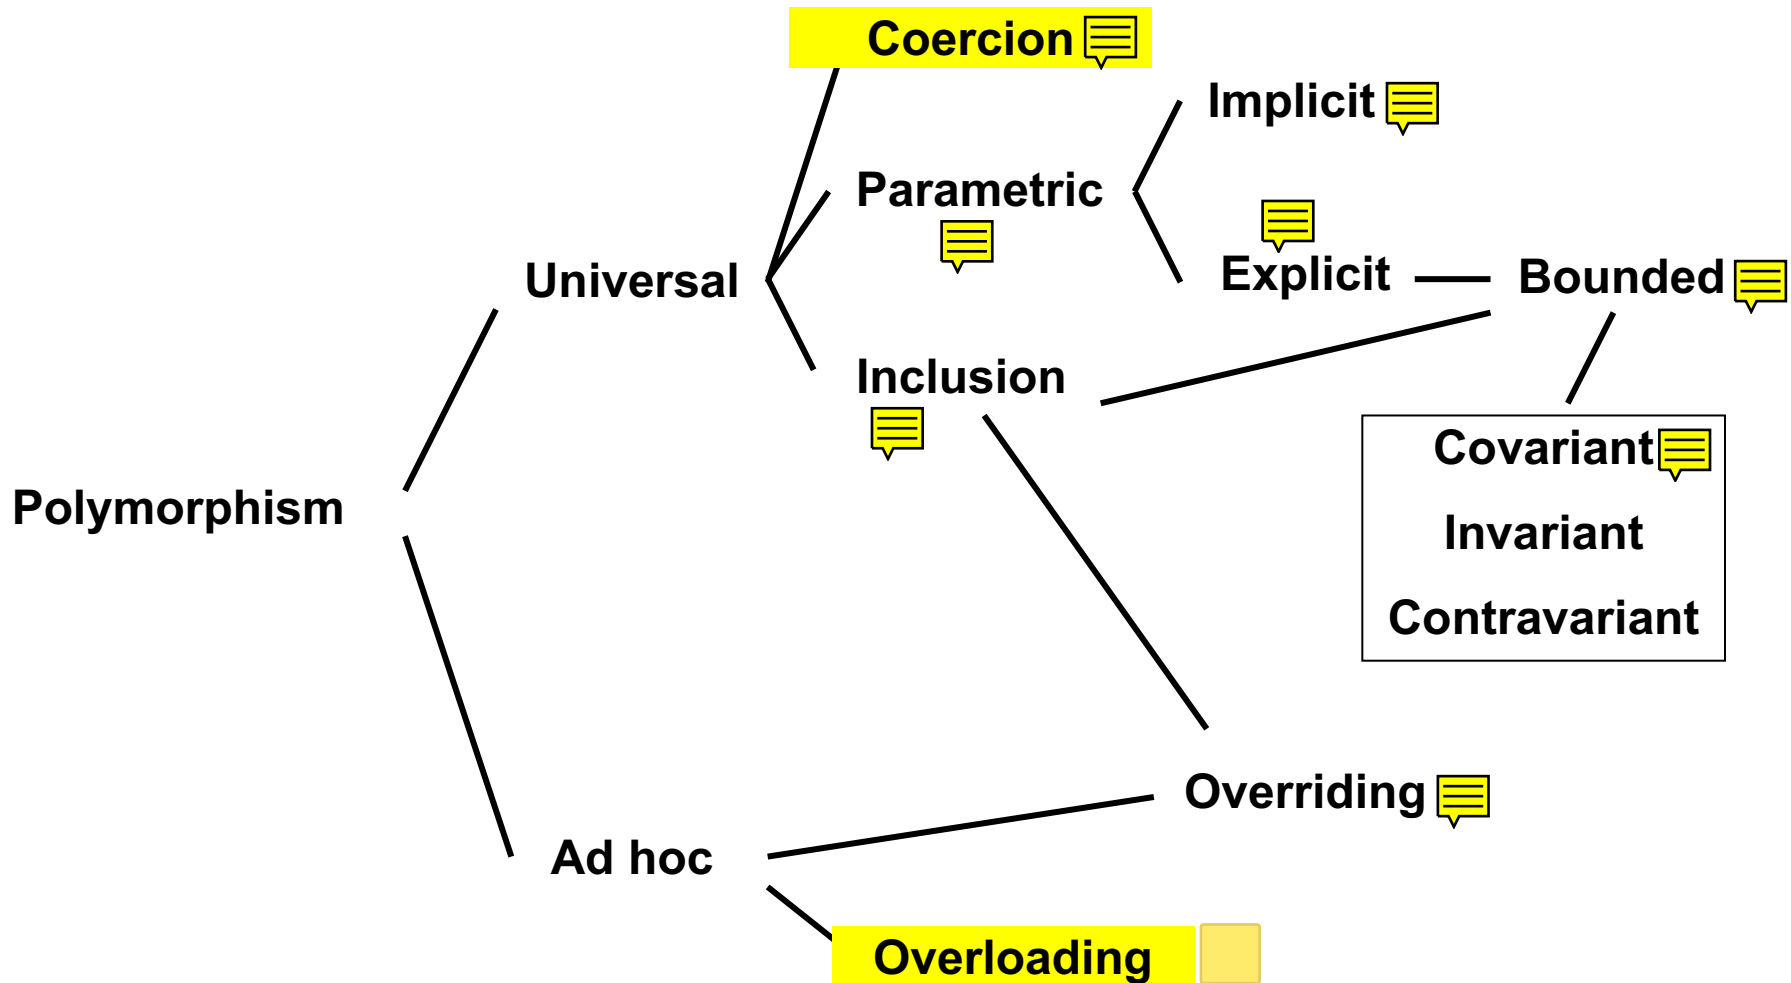 Coercion
Implicit
Parametric
Universal
Explicit
Bounded
Inclusion
Covariant
Polymorphism
Invariant
Contravariant
Overriding
Ad hoc
Overloading